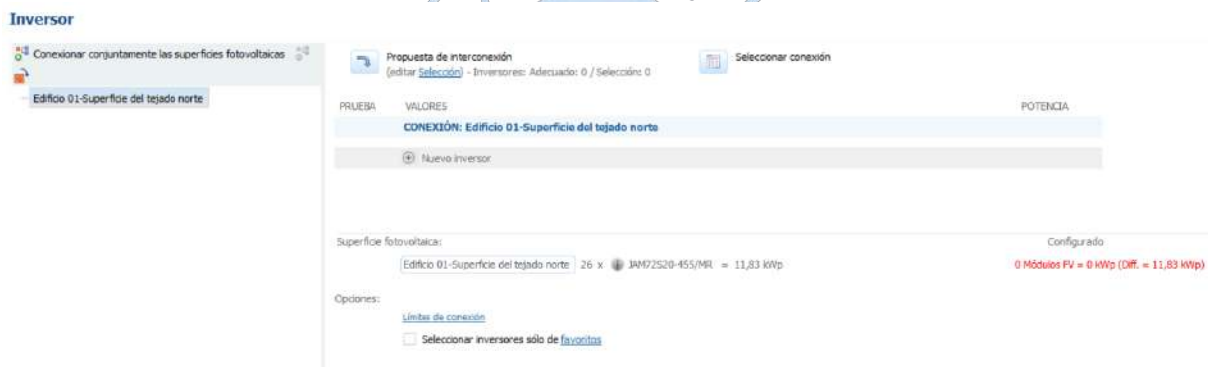 Inversor
Conexionar conjuntamente las superficies fotovoltaicas
Edificio 01-Superficie del tejado norte
Propuesta de interconexión
(editar Selección) - Inversores: Adecuado: 0 / Selección: 0
Seleccionar conexión
PRUEBA VALORES POTENCIA
CONEXIÓN: Edificio 01-Superficie del tejado norte
Nuevo inversor
Superficie fotovoltaica: Configurado
Edificio 01-Superficie del tejado norte 26 x JAM72S20-455/MR = 11,83 kWp
0 Módulos FV = 0 kWp (Diff. = 11,83 kWp)
Opciones:
Límites de conexión
Seleccionar inversores sólo de favoritos